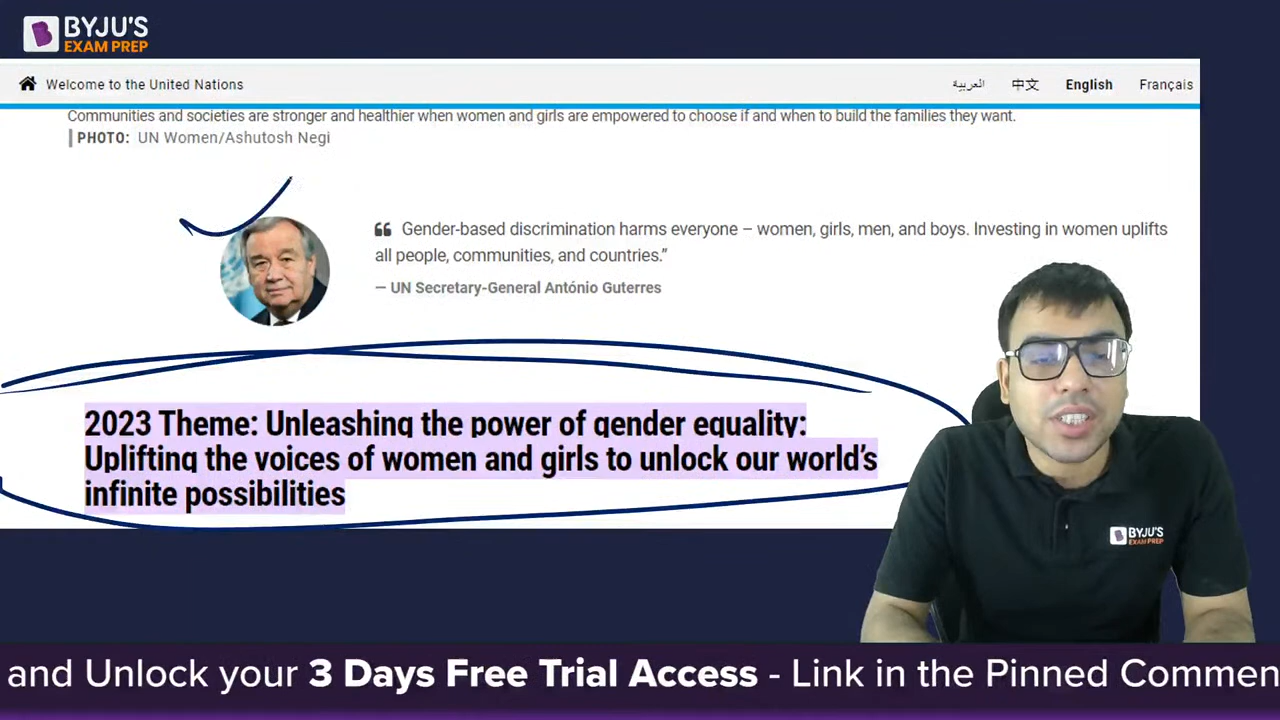 BYJU'S
EXAM PREP
Welcome to the United Nations
العربية
中文
English
Français
Communities and societies are stronger and healthier when women and girls are empowered to choose if and when to build the families they want.
PHOTO: UN Women/Ashutosh Negi
“ Gender-based discrimination harms everyone – women, girls, men, and boys. Investing in women uplifts
all people, communities, and countries.”
— UN Secretary-General António Guterres
2023 Theme: Unleashing the power of gender equality:
Uplifting the voices of women and girls to unlock our world’s
infinite possibilities
BYJU'S
EXAM PREP
and Unlock your 3 Days Free Trial Access - Link in the Pinned Commen